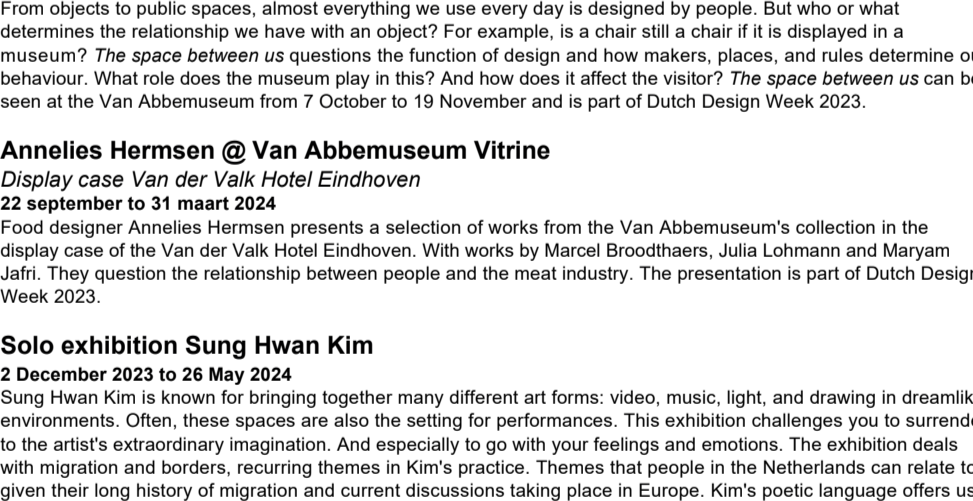 From objects to public spaces, almost everything we use every day is designed by people. But who or what
determines the relationship we have with an object? For example, is a chair still a chair if it is displayed in a
museum? The space between us questions the function of design and how makers, places, and rules determine
behaviour. What role does the museum play in this? And how does it affect the visitor? The space between us can
seen at the Van Abbemuseum from 7 October to 19 November and is part of Dutch Design Week 2023.
Annelies Hermsen @ Van Abbemuseum Vitrine
Display case Van der Valk Hotel Eindhoven
22 september to 31 maart 2024
Food designer Annelies Hermsen presents a selection of works from the Van Abbemuseum's collection in the
display case of the Van der Valk Hotel Eindhoven. With works by Marcel Broodthaers, Julia Lohmann and Maryam
Jafri. They question the relationship between people and the meat industry. The presentation is part of Dutch
Week 2023.
Solo exhibition Sung Hwan Kim
2 December 2023 to 26 May 2024
Sung Hwan Kim is known for bringing together many different art forms: video, music, light, and drawing in
environments. Often, these spaces are also the setting for performances. This exhibition challenges you to
to the artist's extraordinary imagination. And especially to go with your feelings and emotions. The exhibition deals
with migration and borders, recurring themes in Kim's practice. Themes that people in the Netherlands can relate
given their long history of migration and current discussions taking place in Europe. Kim's poetic language offers us